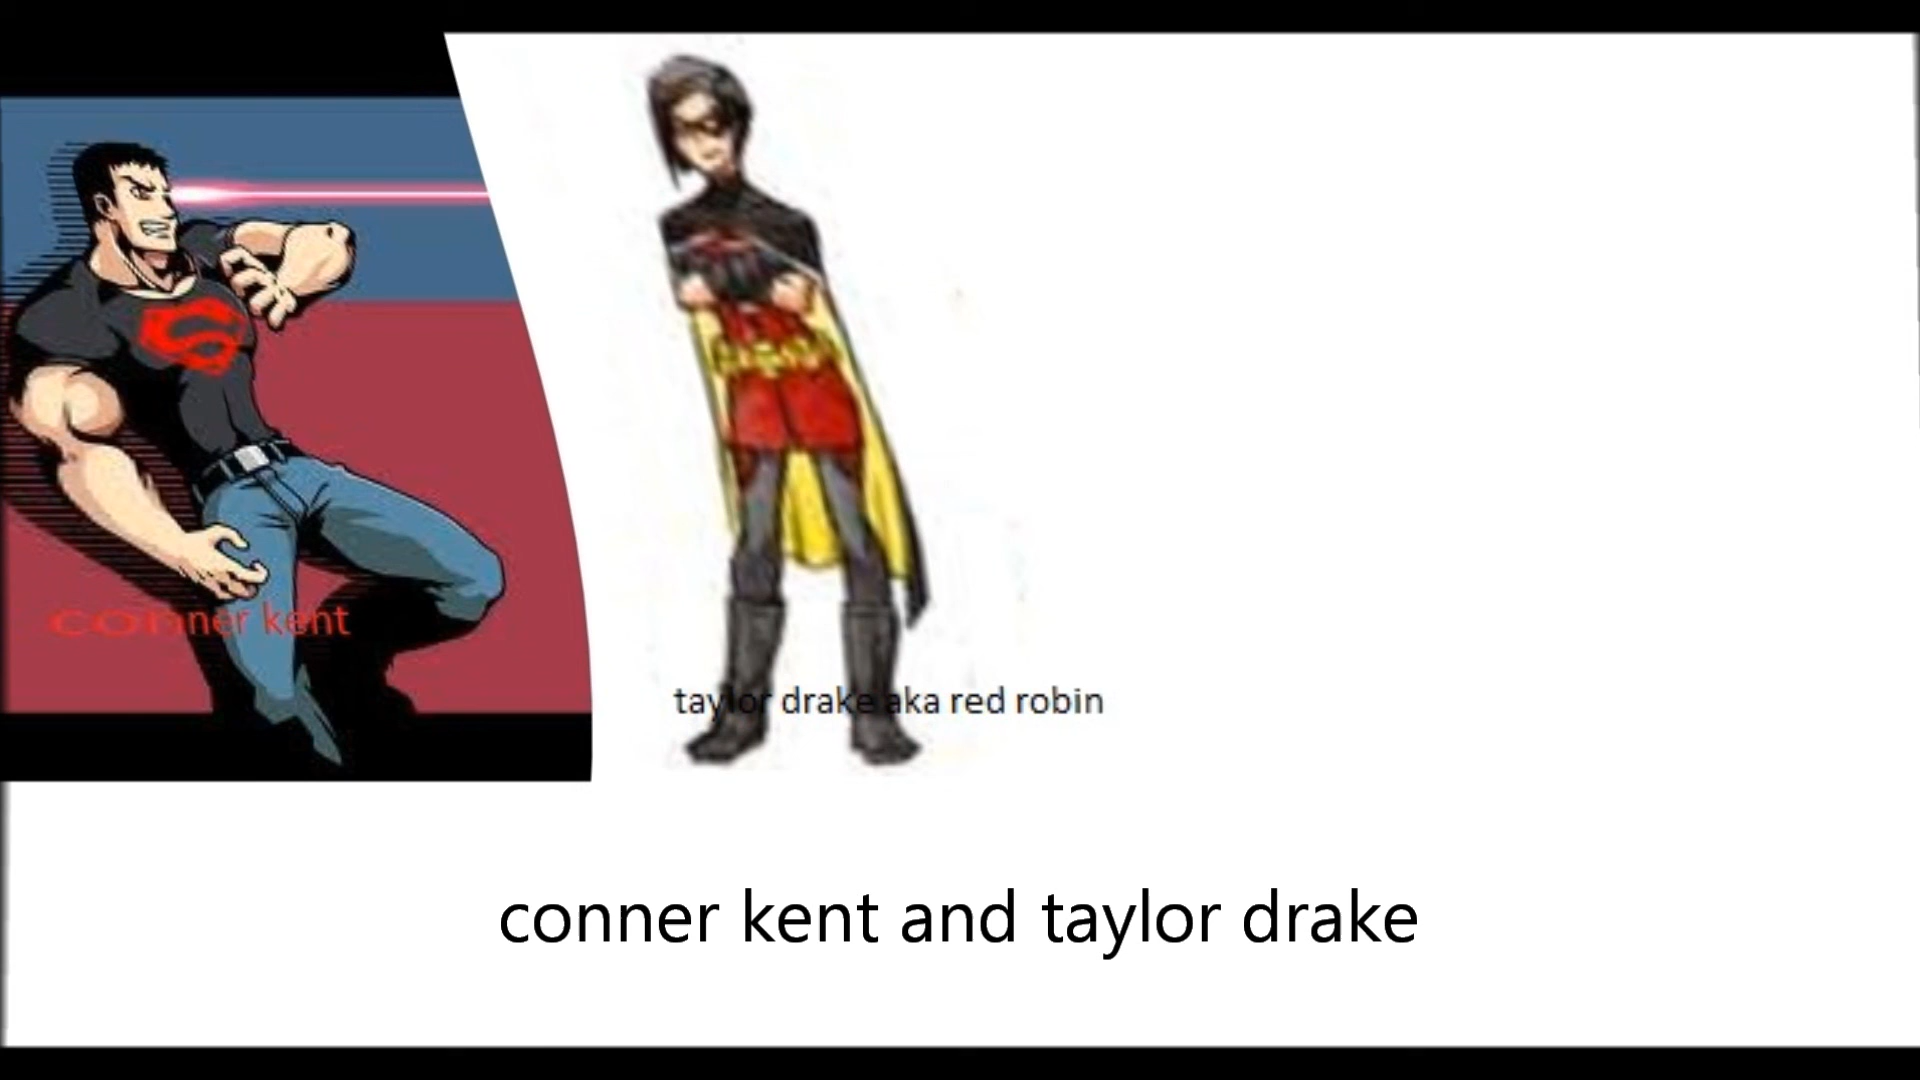 conner kent
taylor drake aka red robin
conner kent and taylor drake